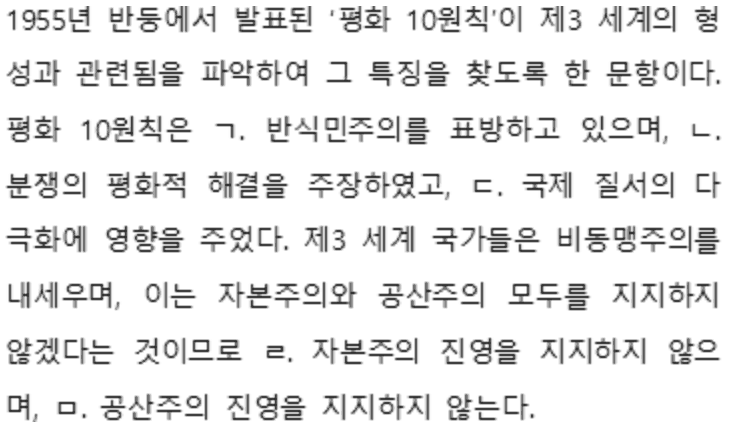 1955년 반둥에서 발표된 ‘평화 10원칙’이 제3 세계의 형
성과 관련됨을 파악하여 그 특징을 찾도록 한 문항이다.
평화 10원칙은 ㄱ. 반식민주의를 표방하고 있으며, ㄴ.
분쟁의 평화적 해결을 주장하였고, ㄷ. 국제 질서의 다
극화에 영향을 주었다. 제3 세계 국가들은 비동맹주의를
내세우며, 이는 자본주의와 공산주의 모두를 지지하지
않겠다는 것이므로 ㄹ. 자본주의 진영을 지지하지 않으
며, ㅁ. 공산주의 진영을 지지하지 않는다.